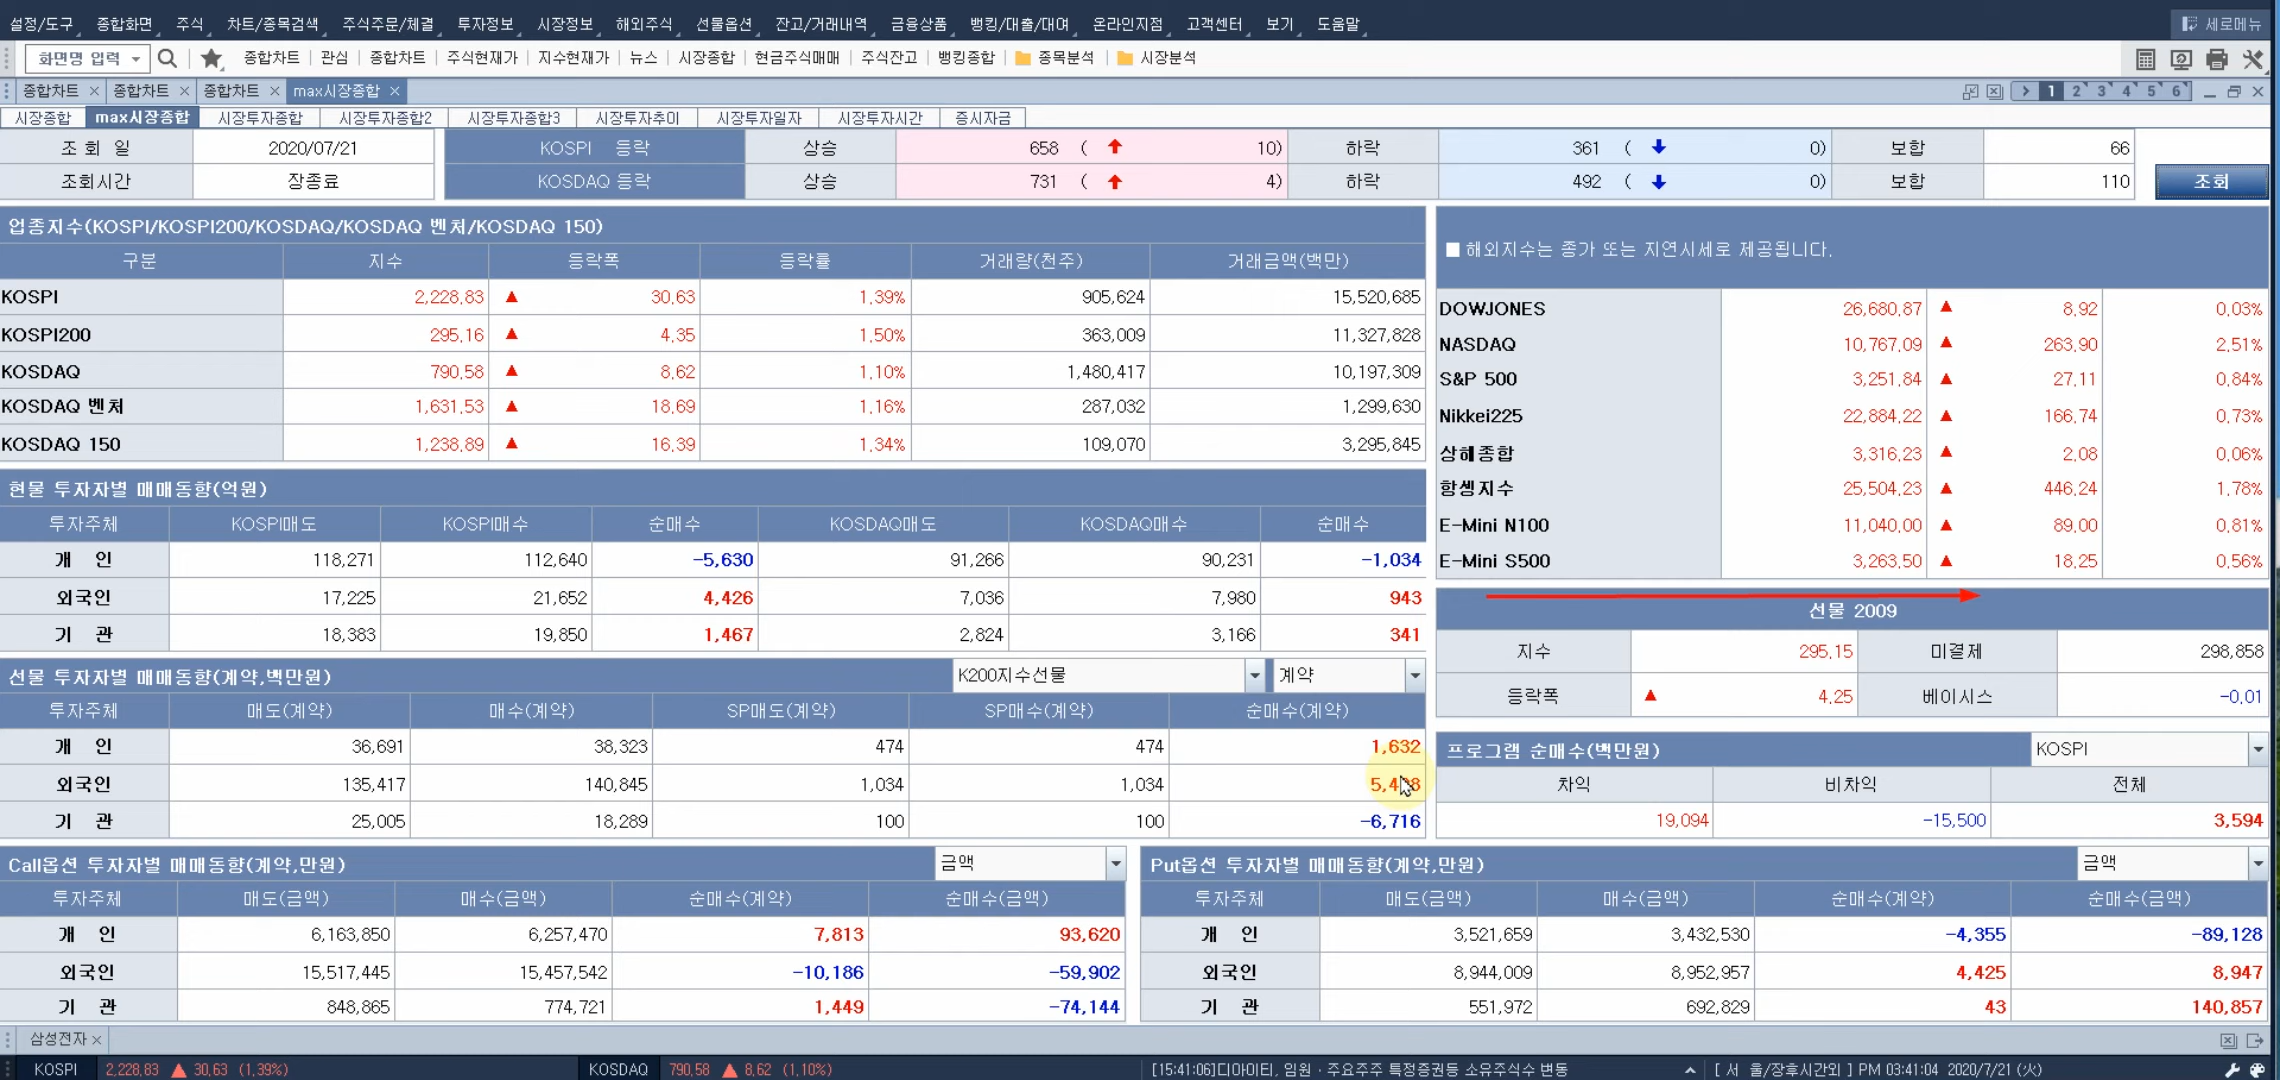 설정/도구 종합화면 주식 차트/종목검색 주식주문/체결 투자정보 시장정보 해외주식 선물옵션 잔고/거래내역 금융상품 뱅킹/대출/대여 온라인지점 고객센터 보기 도움말 세로메뉴
화면명 입력 종합차트 관심 종합차트 주식현재가 지수현재가 뉴스 시장종합 현금주식매매 주식잔고 뱅킹종합 종목분석 시장분석
종합차트 × 종합차트 × 종합차트 × max시장종합 × 1 2 3 4 5 6
시장종합 max시장종합 시장투자종합 시장투자종합2 시장투자종합3 시장투자추이 시장투자일자 시장투자시간 증시자금
조 회 일 2020/07/21 KOSPI 등락 상승 658 ( 10) 하락 361 ( 0) 보합 66
조회시간 장종료 KOSDAQ 등락 상승 731 ( 4) 하락 492 ( 0) 보합 110 조회
업종지수(KOSPI/KOSPI200/KOSDAQ/KOSDAQ 벤처/KOSDAQ 150)
구분 지수 등락폭 등락률 거래량(천주) 거래금액(백만)
KOSPI 2,228.83 ▲ 30.63 1.39% 905,624 15,520,685
KOSPI200 295.16 ▲ 4.35 1.50% 363,009 11,327,828
KOSDAQ 790.58 ▲ 8.62 1.10% 1,480,417 10,197,309
KOSDAQ 벤처 1,631.53 ▲ 18.69 1.16% 287,032 1,299,630
KOSDAQ 150 1,238.89 ▲ 16.39 1.34% 109,070 3,295,845
■ 해외지수는 종가 또는 지연시세로 제공됩니다.
DOWJONES 26,680.87 ▲ 8.92 0.03%
NASDAQ 10,767.09 ▲ 263.90 2.51%
S&P 500 3,251.84 ▲ 27.11 0.84%
Nikkei225 22,884.22 ▲ 166.74 0.73%
상해종합 3,316.23 ▲ 2.08 0.06%
항셍지수 25,504.23 ▲ 446.24 1.78%
E-Mini N100 11,040.00 ▲ 89.00 0.81%
E-Mini S500 3,263.50 ▲ 18.25 0.56%
현물 투자자별 매매동향(억원)
투자주체 KOSPI매도 KOSPI매수 순매수 KOSDAQ매도 KOSDAQ매수 순매수
개 인 118,271 112,640 -5,630 91,266 90,231 -1,034
외국인 17,225 21,652 4,426 7,036 7,980 943
기 관 18,383 19,850 1,467 2,824 3,166 341
선물 2009
지수 295.15 미결제 298,858
등락폭 ▲ 4.25 베이시스 -0.01
선물 투자자별 매매동향(계약,백만원) K200지수선물 계약
투자주체 매도(계약) 매수(계약) SP매도(계약) SP매수(계약) 순매수(계약)
개 인 36,691 38,323 474 474 1,632
외국인 135,417 140,845 1,034 1,034
기 관 25,005 18,289 100 100 -6,716
프로그램 순매수(백만원) KOSPI
차익 비차익 전체
19,094 -15,500 3,594
Call옵션 투자자별 매매동향(계약,만원) 금액
투자주체 매도(금액) 매수(금액) 순매수(계약) 순매수(금액)
개 인 6,163,850 6,257,470 7,813 93,620
외국인 15,517,445 15,457,542 -10,186 -59,902
기 관 848,865 774,721 1,449 -74,144
Put옵션 투자자별 매매동향(계약,만원) 금액
투자주체 매도(금액) 매수(금액) 순매수(계약) 순매수(금액)
개 인 3,521,659 3,432,530 -4,355 -89,128
외국인 8,944,009 8,952,957 4,425 8,947
기 관 551,972 692,829 43 140,857
삼성전자 ×
KOSPI 2,228.83 ▲ 30.63 (1.39%) KOSDAQ 790.58 ▲ 8.62 (1.10%) [15:41:06]디아이티, 임원 · 주요주주 특정증권등 소유주식수 변동 [ 서 울/장후시간외 ] PM 03:41:04 2020/7/21 (火)